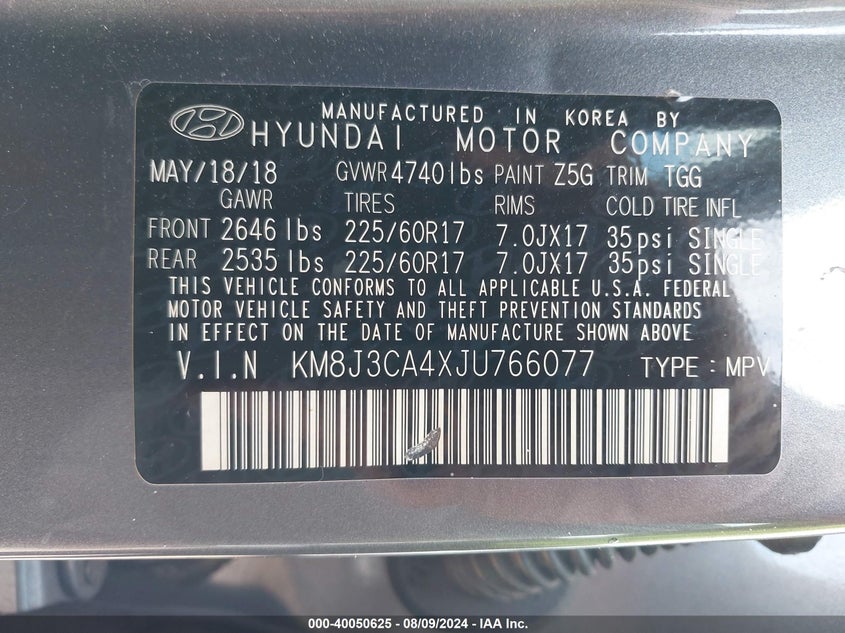 MANUFACTURED IN KOREA BY
HYUNDAI MOTOR COMPANY
MAY/18/18 GVWR 4740lbs PAINT Z5G TRIM TGG
GAWR TIRES RIMS COLD TIRE INFL
FRONT 2646 lbs 225/60R17 7.0JX17 35psi SINGLE
REAR 2535 lbs 225/60R17 7.0JX17 35psi SINGLE
THIS VEHICLE CONFORMS TO ALL APPLICABLE U.S.A. FEDERAL
MOTOR VEHICLE SAFETY AND THEFT PREVENTION STANDARDS
IN EFFECT ON THE DATE OF MANUFACTURE SHOWN ABOVE
V.I.N KM8J3CA4XJU766077 TYPE : MPV
000-40050625 - 08/09/2024 - IAA Inc.